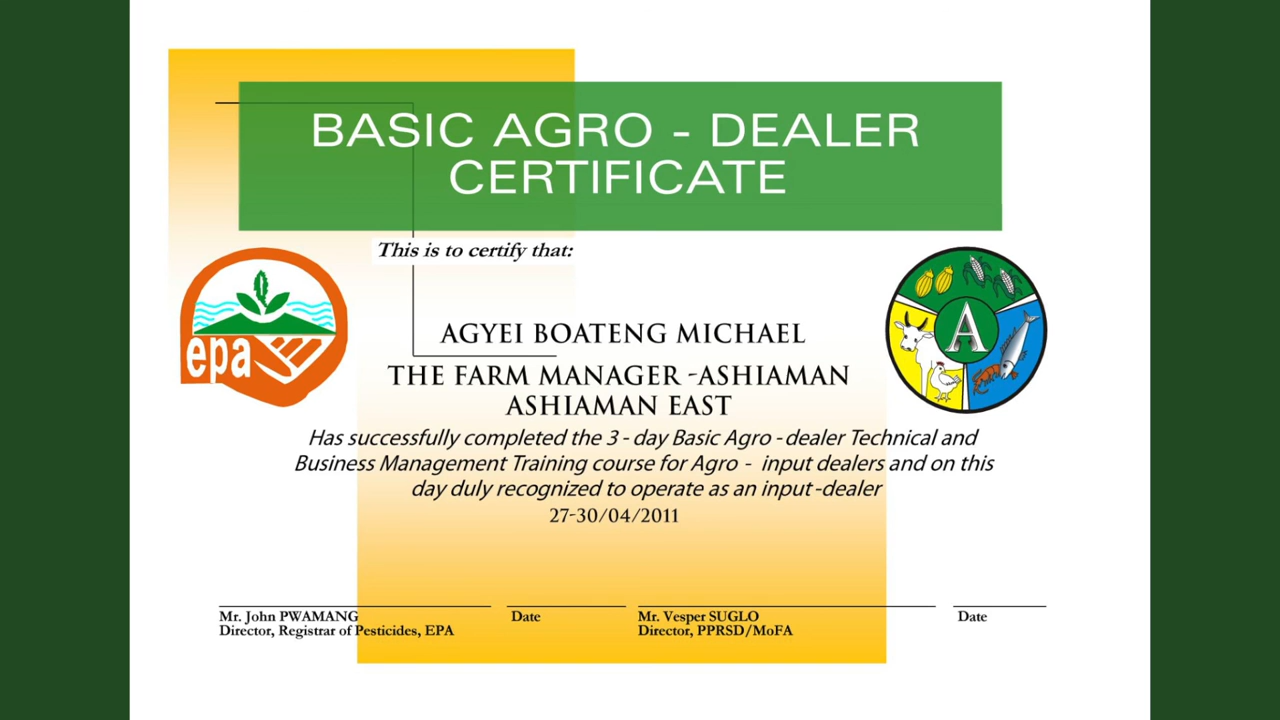 BASIC AGRO - DEALER
CERTIFICATE
This is to certify that:
epa
A
AGYEI BOATENG MICHAEL
THE FARM MANAGER -ASHIAMAN
ASHIAMAN EAST
Has successfully completed the 3 - day Basic Agro - dealer Technical and
Business Management Training course for Agro - input dealers and on this
day duly recognized to operate as an input -dealer
27-30/04/2011
Mr. John PWAMANG Date Mr. Vesper SUGLO Date
Director, Registrar of Pesticides, EPA Director, PPRSD/MoFA